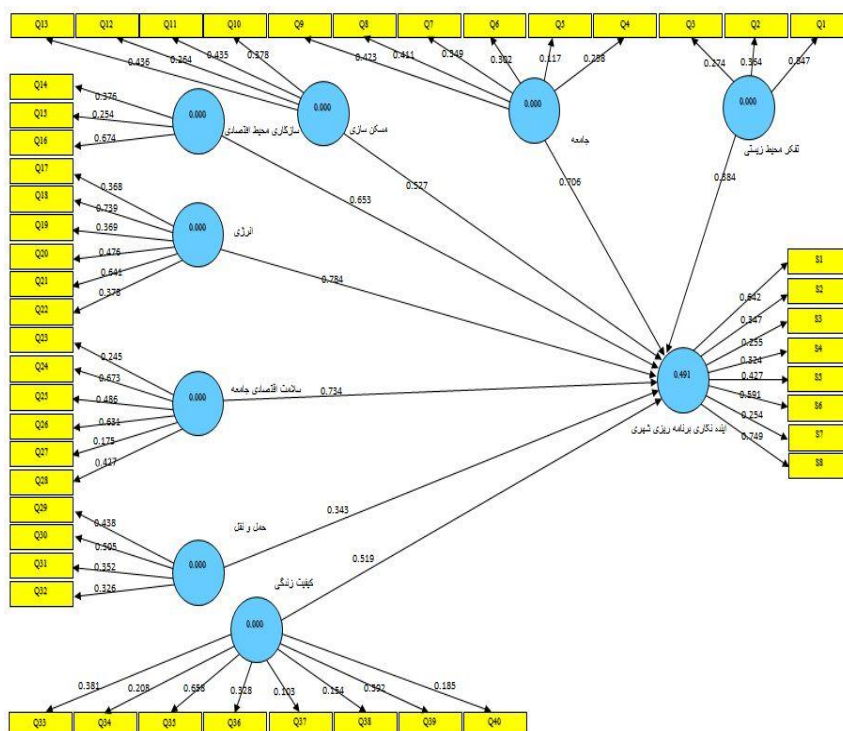 Q13 Q12 Q11 Q10 Q9 Q8 Q7 Q6 Q5 Q4 Q3 Q2 Q1
0.436 0.264 0.435 0.378 0.423 0.411 0.349 0.302 0.117 0.258 0.274 0.364 0.847
Q14
0.376
Q15
0.254
Q16
0.674
0.000
سازگاری محیط اقتصادی
0.000
مسکن سازی
0.000
جامعه
0.000
تفکر محیط زیستی
0.653
0.527
0.706
0.384
Q17
0.368
Q18
0.739
Q19
0.369
Q20
0.476
Q21
0.641
Q22
0.378
0.000
انرژی
0.784
Q23
0.245
Q24
0.673
Q25
0.486
Q26
0.631
Q27
0.175
Q28
0.427
0.000
سلامت اقتصادی جامعه
0.734
0.491
اینده نگاری برنامه ریزی شهری
S1
0.642
S2
0.347
S3
0.255
S4
0.324
S5
0.427
S6
0.591
S7
0.254
S8
0.749
Q29
0.438
Q30
0.505
Q31
0.352
Q32
0.326
0.000
حمل و نقل
0.343
0.000
کیفیت زندگی
0.519
0.381 0.208 0.658 0.328 0.103 0.154 0.592 0.185
Q33 Q34 Q35 Q36 Q37 Q38 Q39 Q40